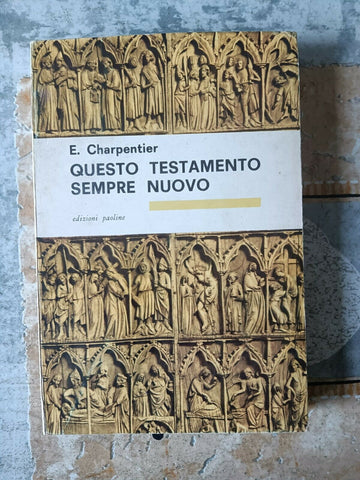 E. Charpentier
QUESTO TESTAMENTO
SEMPRE NUOVO
edizioni paoline